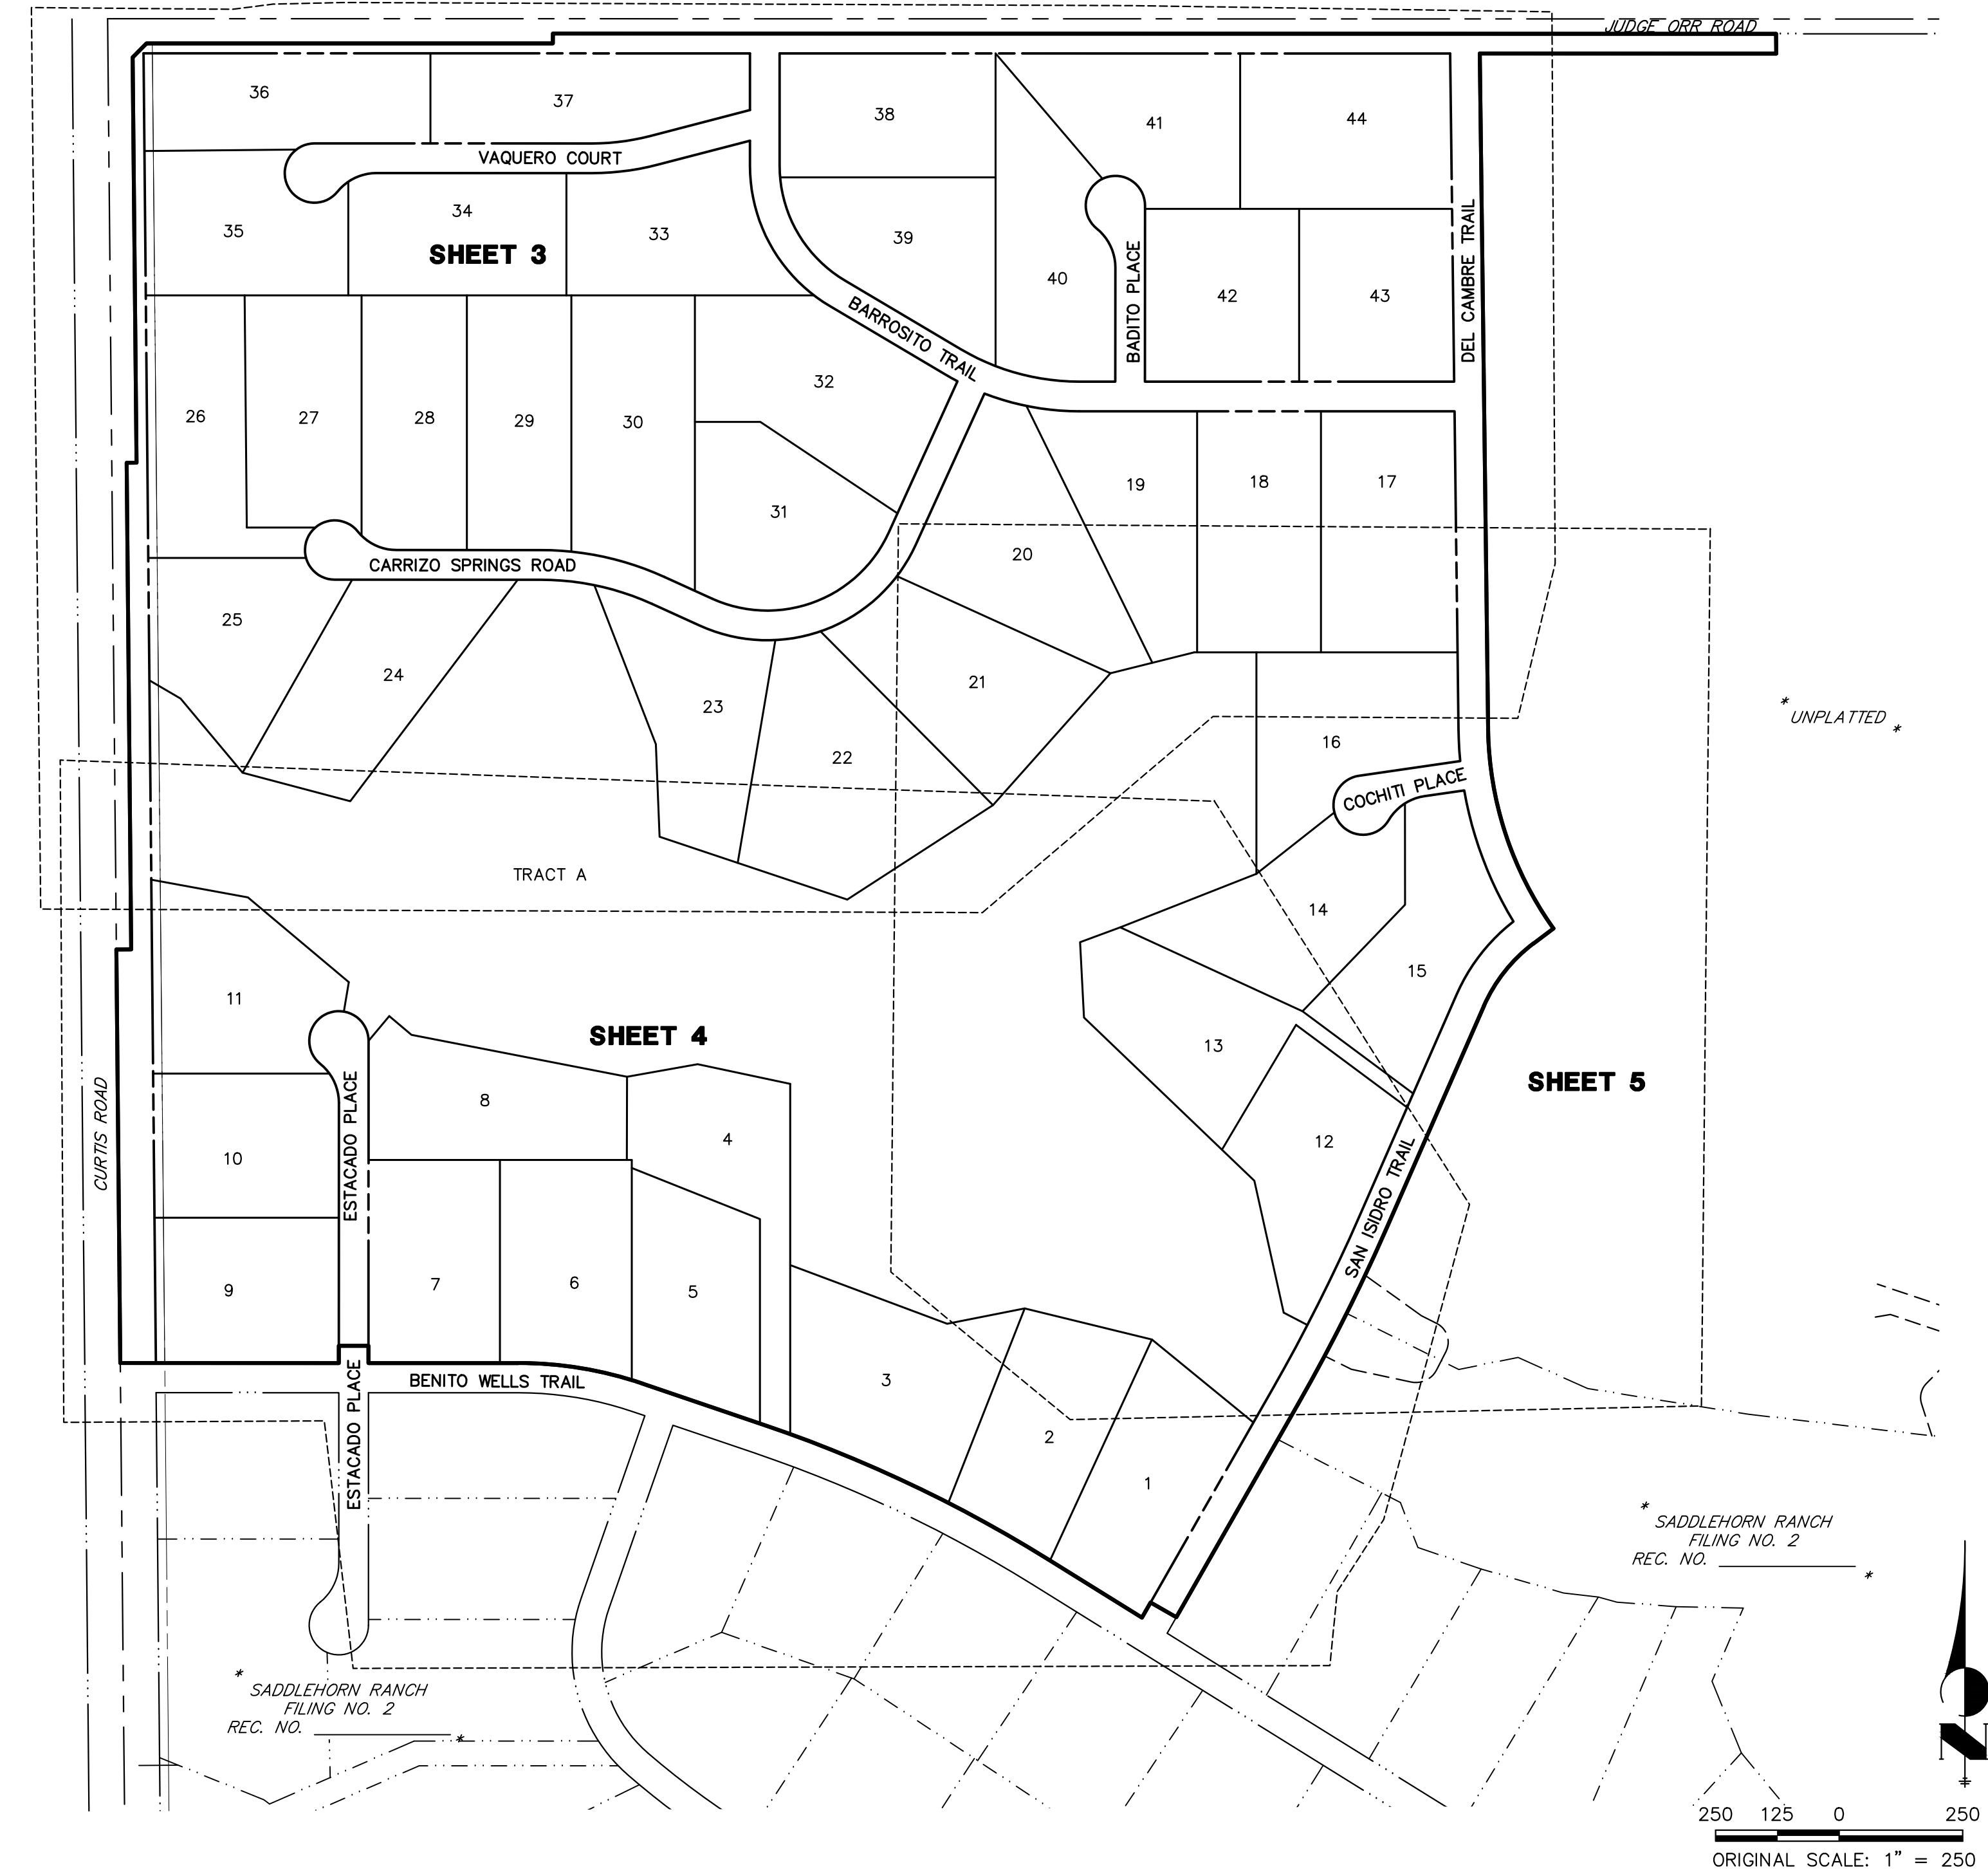 JUDGE ORR ROAD
36
37
38
41
44
VAQUERO COURT
35
34
33
39
40
42
43
SHEET 3
BARROSITO TRAIL
BADITO PLACE
DEL CAMBRE TRAIL
26
27
28
29
30
32
31
19
18
17
20
CARRIZO SPRINGS ROAD
25
24
23
22
21
16
*
UNPLATTED
*
COCHITI PLACE
TRACT A
14
15
11
SHEET 4
13
SHEET 5
8
4
12
CURTIS ROAD
ESTACADO PLACE
10
SAN ISIDRO TRAIL
9
7
6
5
3
2
1
BENITO WELLS TRAIL
ESTACADO PLACE
*
SADDLEHORN RANCH
FILING NO. 2
REC. NO. ____________
*
*
SADDLEHORN RANCH
FILING NO. 2
REC. NO. ____________
*
N
250 125 0 250
ORIGINAL SCALE: 1" = 250